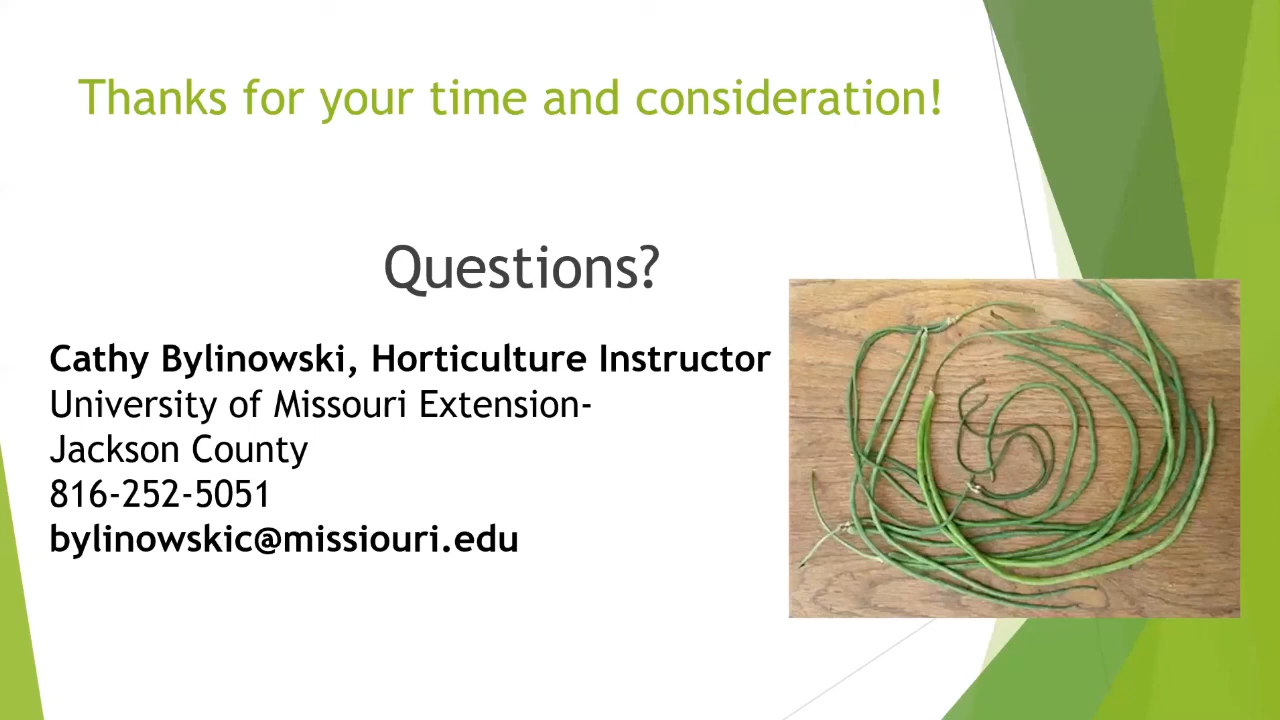 Thanks for your time and consideration!
Questions?
Cathy Bylinowski, Horticulture Instructor
University of Missouri Extension-
Jackson County
816-252-5051
bylinowskic@missiouri.edu